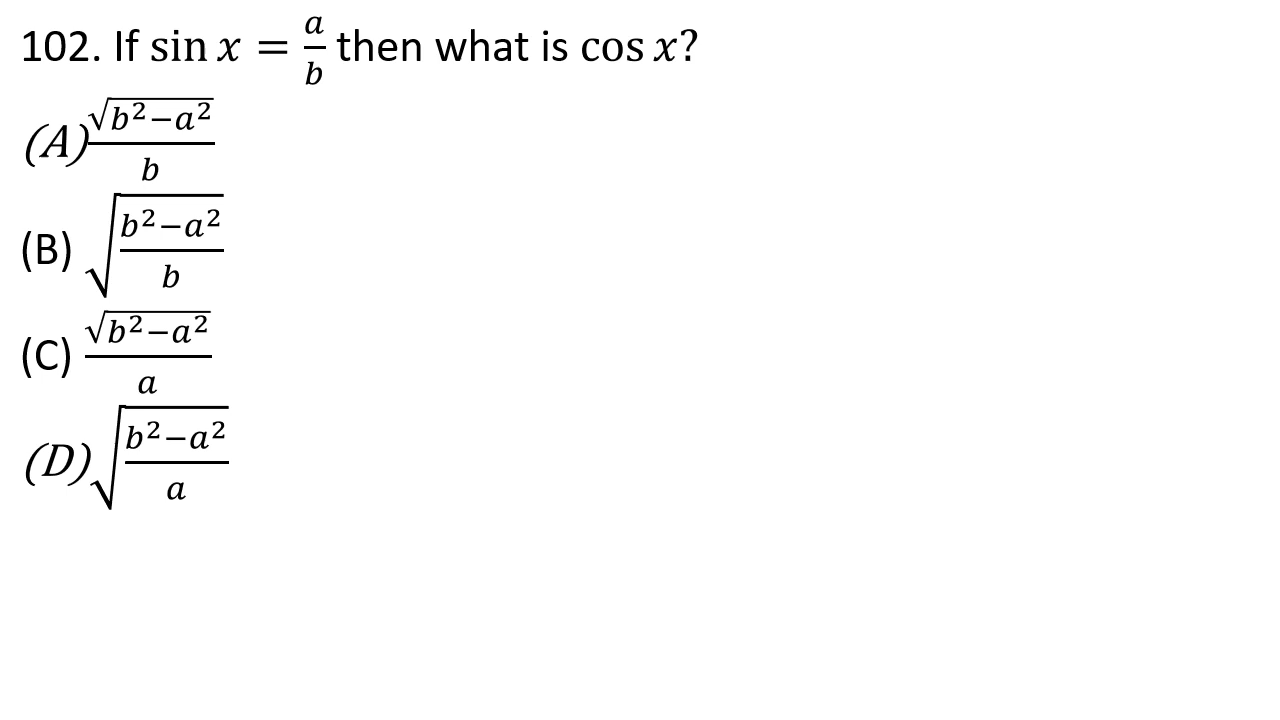 102. If sin x = a/b then what is cos x?
(A) √(b²−a²)/b
(B) √((b²−a²)/b)
(C) √(b²−a²)/a
(D) √((b²−a²)/a)